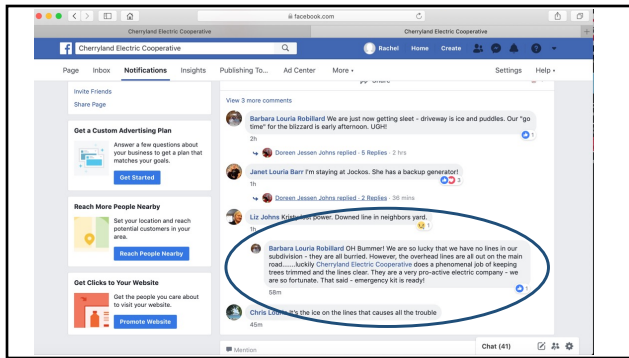 facebook.com
Cherryland Electric Cooperative
Cherryland Electric Cooperative
Cherryland Electric Cooperative
Rachel
Home
Create
Page
Inbox
Notifications
Insights
Publishing To...
Ad Center
More
Settings
Help
Invite Friends
Share Page
Get a Custom Advertising Plan
Answer a few questions about
your business to get a plan that
matches your goals.
Get Started
Reach More People Nearby
Set your location and reach
potential customers in your
area.
Reach People Nearby
Get Clicks to Your Website
Get the people you care about
to visit your website.
Promote Website
View 3 more comments
Barbara Louria Robillard We are just now getting sleet - driveway is ice and puddles. Our "go
time" for the blizzard is early afternoon. UGH!
1
2h
Doreen Jessen Johns replied · 5 Replies · 2 hrs
Janet Louria Barr I'm staying at Jockos. She has a backup generator!
2
1h
Doreen Jessen Johns replied · 2 Replies · 36 mins
Liz Johns Kristy lost power. Downed line in neighbors yard.
1
1h
Barbara Louria Robillard OH Bummer! We are so lucky that we have no lines in our
subdivision - they are all burried. However, the overhead lines are all out on the main
road.......luckily Cherryland Electric Cooperative does a phenomenal job of keeping
trees trimmed and the lines clear. They are a very pro-active electric company - we
are so fortunate. That said - emergency kit is ready!
1
58m
Chris Louria It's the ice on the lines that causes all the trouble
45m
Mention
Chat (41)